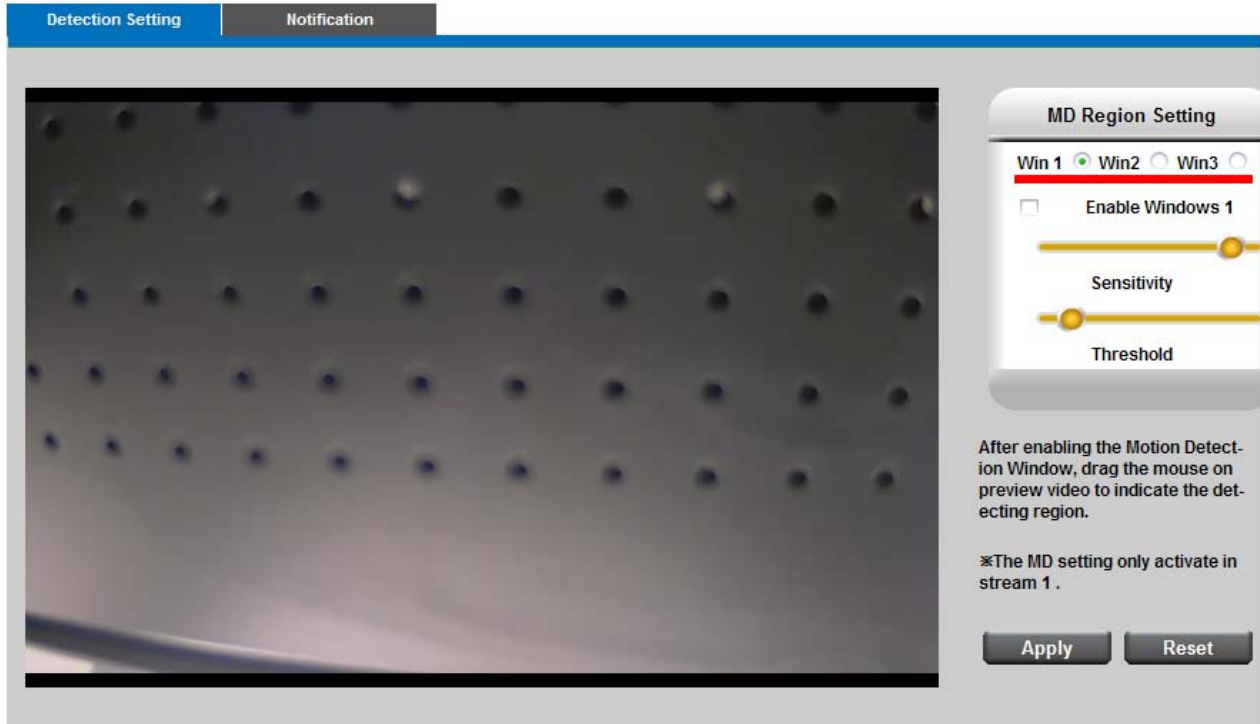 Detection Setting
Notification
MD Region Setting
Win 1 Win2 Win3
Enable Windows 1
Sensitivity
Threshold
After enabling the Motion Detect-
ion Window, drag the mouse on
preview video to indicate the det-
ecting region.
※The MD setting only activate in
stream 1 .
Apply
Reset